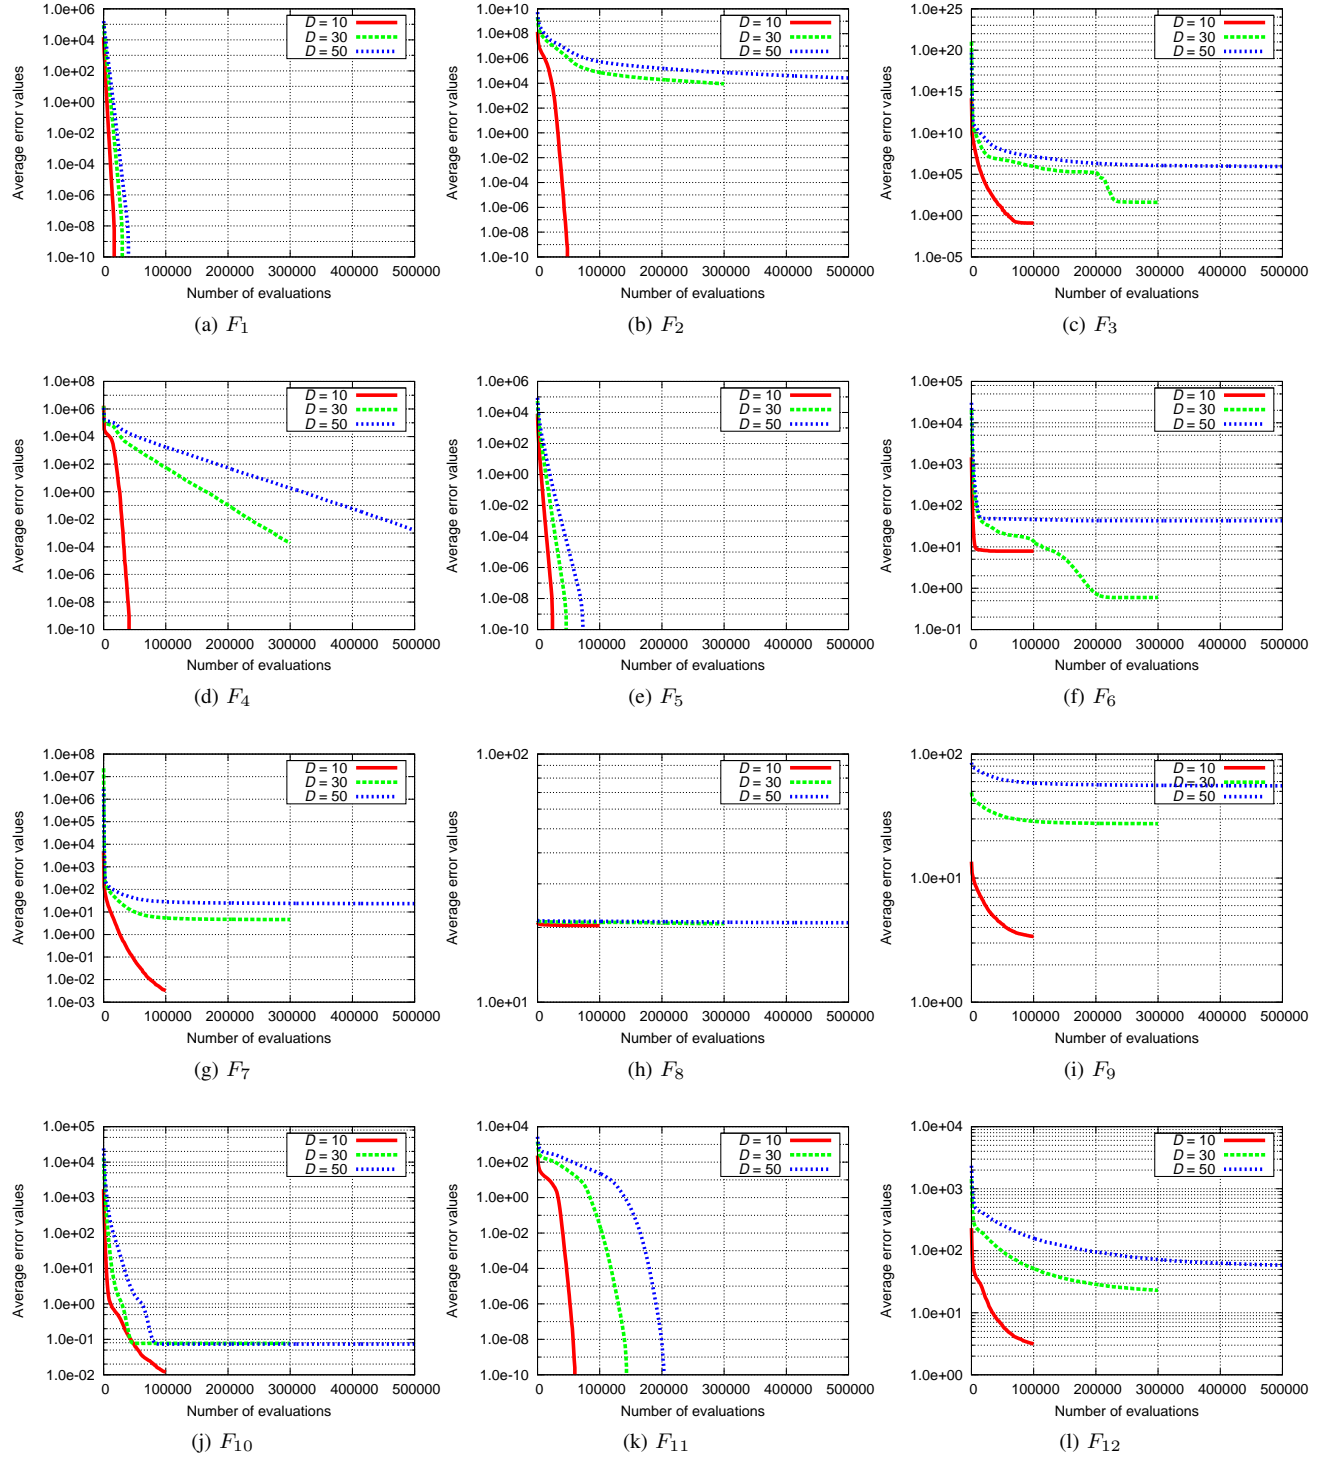 1.0e+06
1.0e+04
1.0e+02
1.0e+00
1.0e-02
1.0e-04
1.0e-06
1.0e-08
1.0e-10
Average error values
D = 10
D = 30
D = 50
0 100000 200000 300000 400000 500000
Number of evaluations
(a) F1
1.0e+10
1.0e+08
1.0e+06
1.0e+04
1.0e+02
1.0e+00
1.0e-02
1.0e-04
1.0e-06
1.0e-08
1.0e-10
Average error values
D = 10
D = 30
D = 50
0 100000 200000 300000 400000 500000
Number of evaluations
(b) F2
1.0e+25
1.0e+20
1.0e+15
1.0e+10
1.0e+05
1.0e+00
1.0e-05
Average error values
D = 10
D = 30
D = 50
0 100000 200000 300000 400000 500000
Number of evaluations
(c) F3
1.0e+08
1.0e+06
1.0e+04
1.0e+02
1.0e+00
1.0e-02
1.0e-04
1.0e-06
1.0e-08
1.0e-10
Average error values
D = 10
D = 30
D = 50
0 100000 200000 300000 400000 500000
Number of evaluations
(d) F4
1.0e+06
1.0e+04
1.0e+02
1.0e+00
1.0e-02
1.0e-04
1.0e-06
1.0e-08
1.0e-10
Average error values
D = 10
D = 30
D = 50
0 100000 200000 300000 400000 500000
Number of evaluations
(e) F5
1.0e+05
1.0e+04
1.0e+03
1.0e+02
1.0e+01
1.0e+00
1.0e-01
Average error values
D = 10
D = 30
D = 50
0 100000 200000 300000 400000 500000
Number of evaluations
(f) F6
1.0e+08
1.0e+07
1.0e+06
1.0e+05
1.0e+04
1.0e+03
1.0e+02
1.0e+01
1.0e+00
1.0e-01
1.0e-02
1.0e-03
Average error values
D = 10
D = 30
D = 50
0 100000 200000 300000 400000 500000
Number of evaluations
(g) F7
1.0e+02
1.0e+01
Average error values
D = 10
D = 30
D = 50
0 100000 200000 300000 400000 500000
Number of evaluations
(h) F8
1.0e+02
1.0e+01
1.0e+00
Average error values
D = 10
D = 30
D = 50
0 100000 200000 300000 400000 500000
Number of evaluations
(i) F9
1.0e+05
1.0e+04
1.0e+03
1.0e+02
1.0e+01
1.0e+00
1.0e-01
1.0e-02
Average error values
D = 10
D = 30
D = 50
0 100000 200000 300000 400000 500000
Number of evaluations
(j) F10
1.0e+04
1.0e+02
1.0e+00
1.0e-02
1.0e-04
1.0e-06
1.0e-08
1.0e-10
Average error values
D = 10
D = 30
D = 50
0 100000 200000 300000 400000 500000
Number of evaluations
(k) F11
1.0e+04
1.0e+03
1.0e+02
1.0e+01
1.0e+00
Average error values
D = 10
D = 30
D = 50
0 100000 200000 300000 400000 500000
Number of evaluations
(l) F12